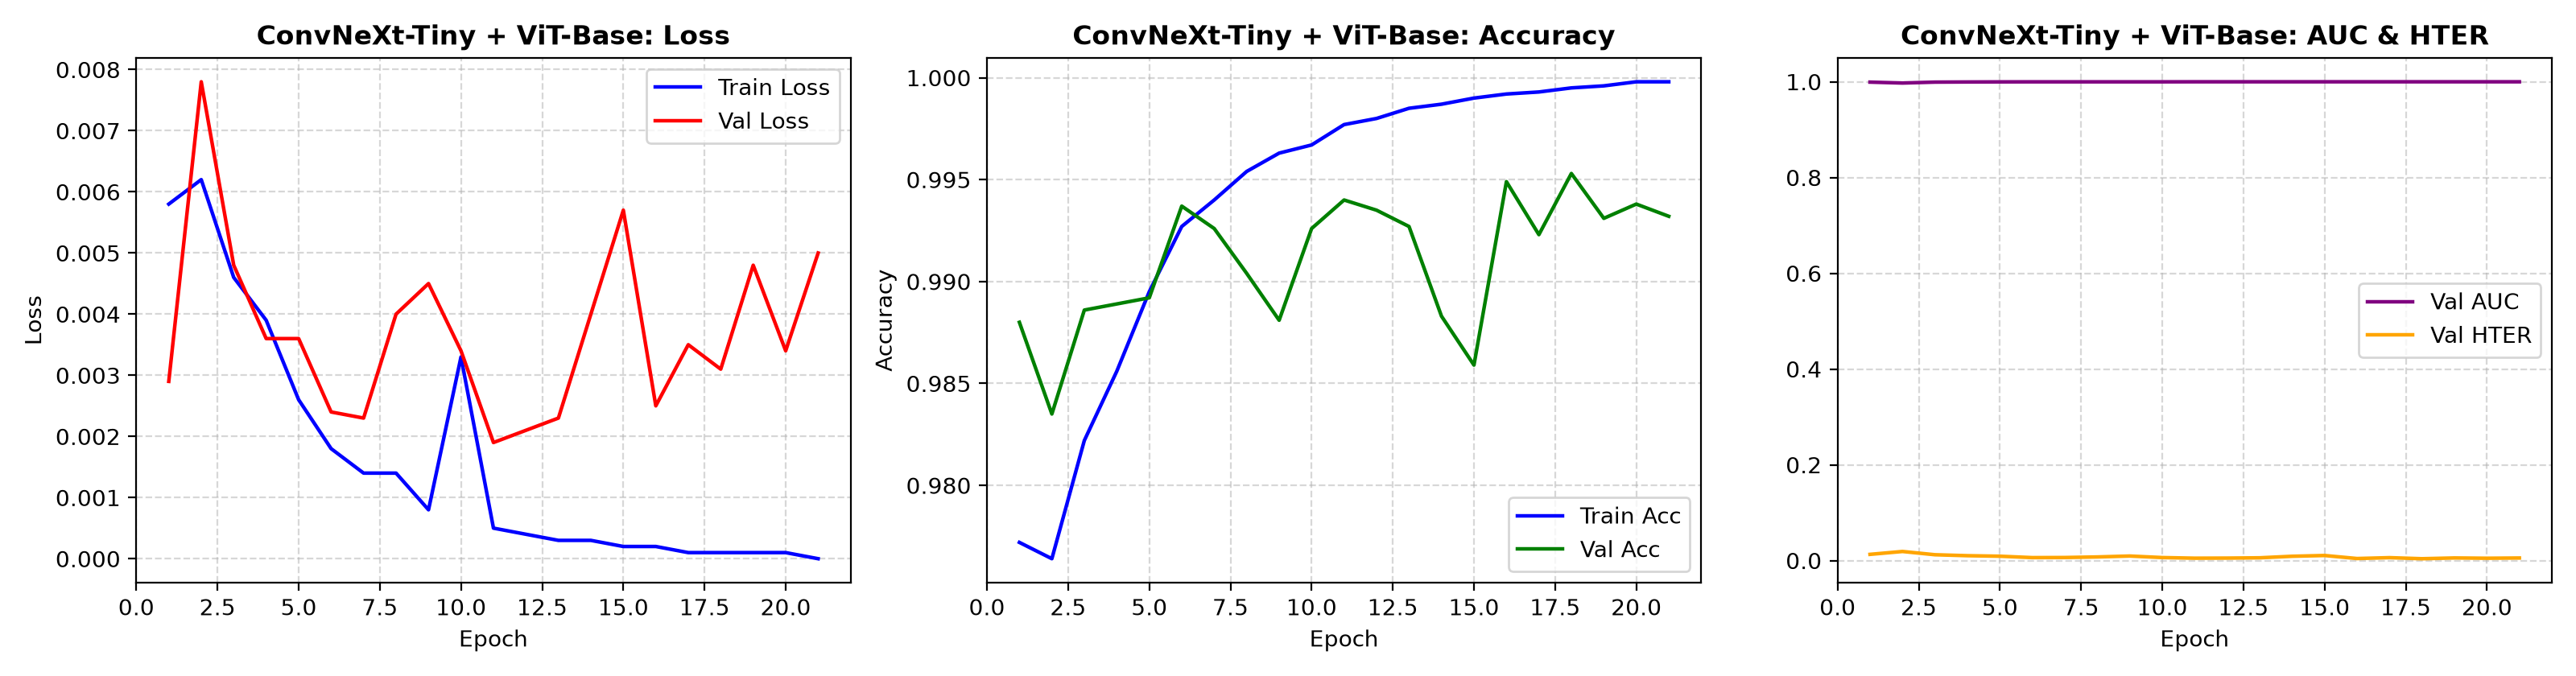 ConvNeXt-Tiny + ViT-Base: Loss
0.008
0.007
0.006
0.005
0.004
0.003
0.002
0.001
0.000
Loss
Train Loss
Val Loss
0.0 2.5 5.0 7.5 10.0 12.5 15.0 17.5 20.0
Epoch
ConvNeXt-Tiny + ViT-Base: Accuracy
1.000
0.995
0.990
0.985
0.980
Accuracy
Train Acc
Val Acc
0.0 2.5 5.0 7.5 10.0 12.5 15.0 17.5 20.0
Epoch
ConvNeXt-Tiny + ViT-Base: AUC & HTER
1.0
0.8
0.6
0.4
0.2
0.0
Val AUC
Val HTER
0.0 2.5 5.0 7.5 10.0 12.5 15.0 17.5 20.0
Epoch